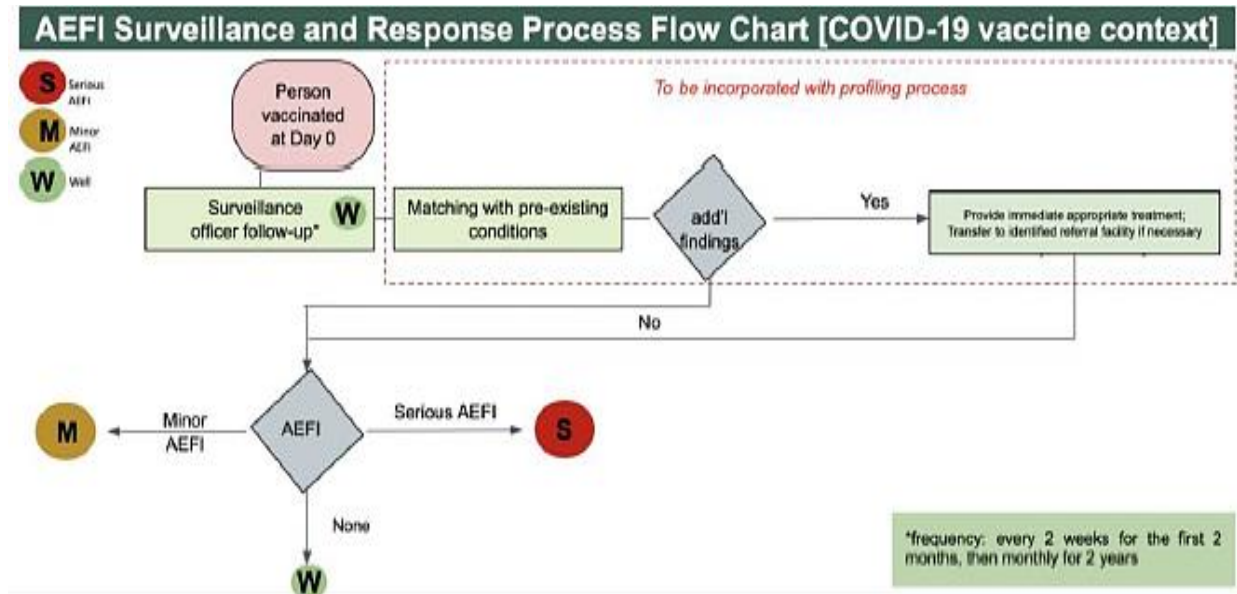 AEFI Surveillance and Response Process Flow Chart [COVID-19 vaccine context]
S Serious
AEFI
M Minor
AEFI
W Well
Person
vaccinated
at Day 0
To be incorporated with profiling process
Surveillance
officer follow-up*
W
Matching with pre-existing
conditions
add'l
findings
Yes
Provide immediate appropriate treatment;
Transfer to identified referral facility if necessary
No
M
Minor
AEFI
AEFI
Serious AEFI
S
None
W
*frequency: every 2 weeks for the first 2
months, then monthly for 2 years